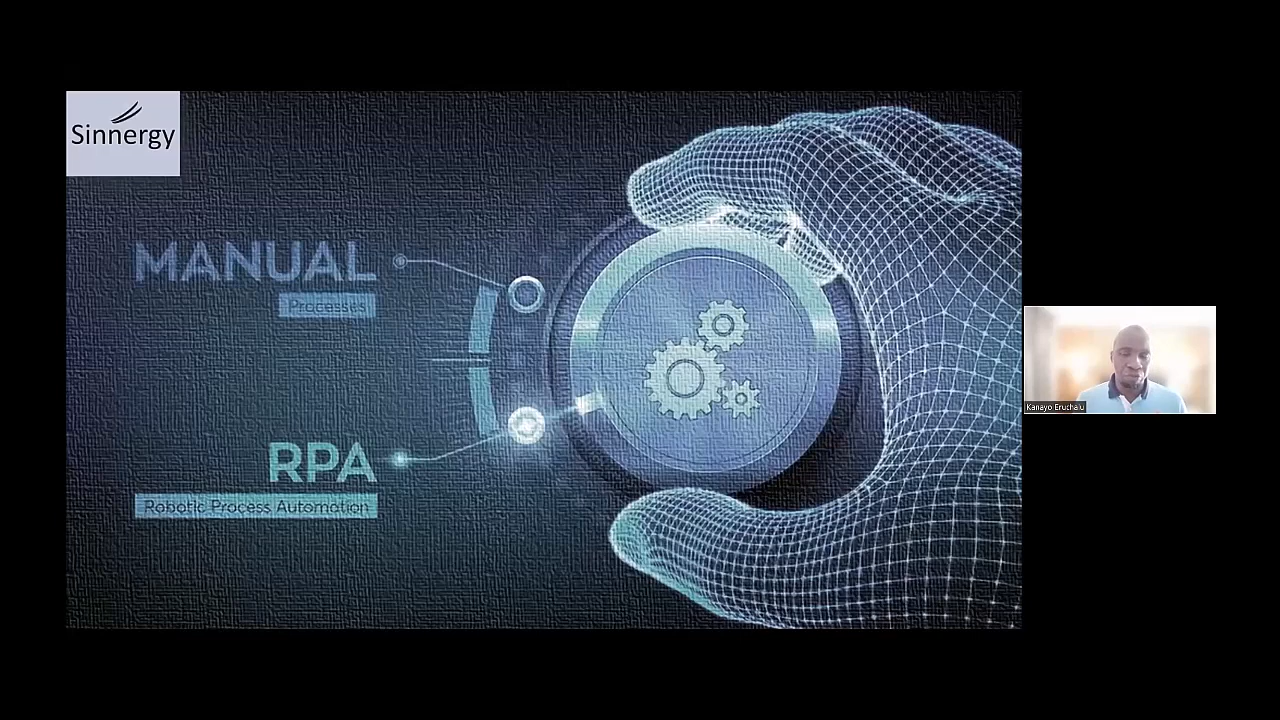 Sinnergy
MANUAL
Processes
RPA
Robotic Process Automation
Kanayo Eruchalu